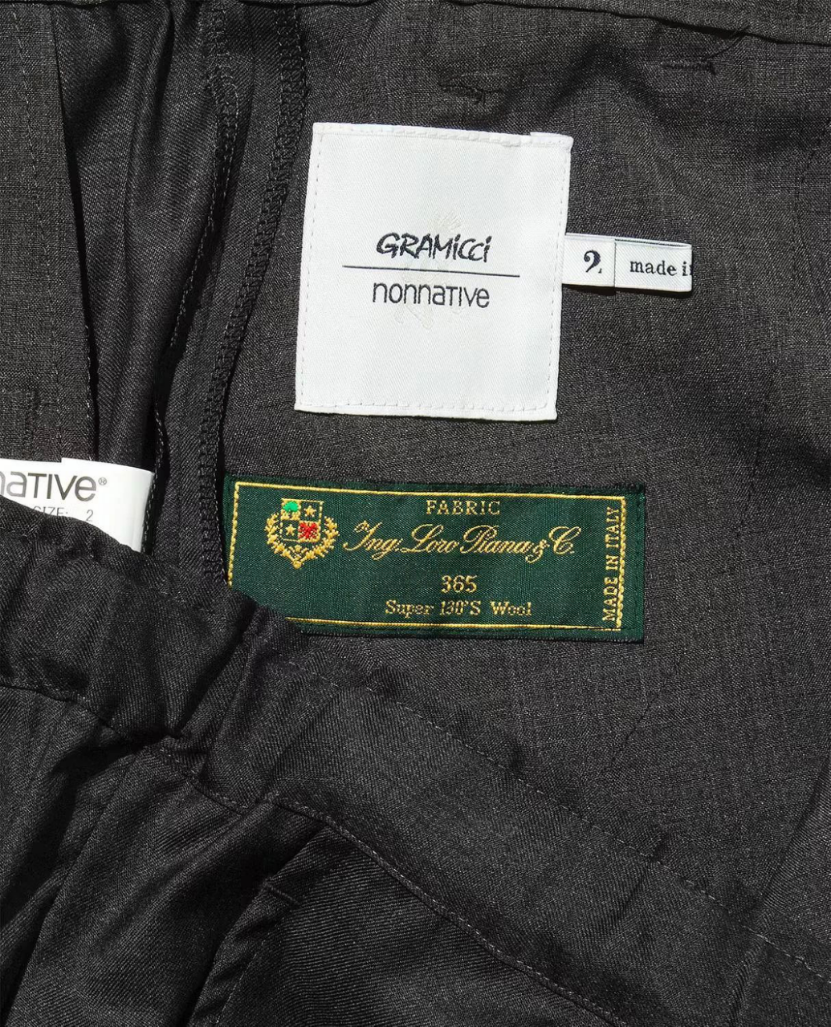 GRAMicci
nonnative
2
made i
native®
SIZE: 2
FABRIC
Ing. Loro Piana & C.
365
Super 130'S Wool
MADE IN ITALY